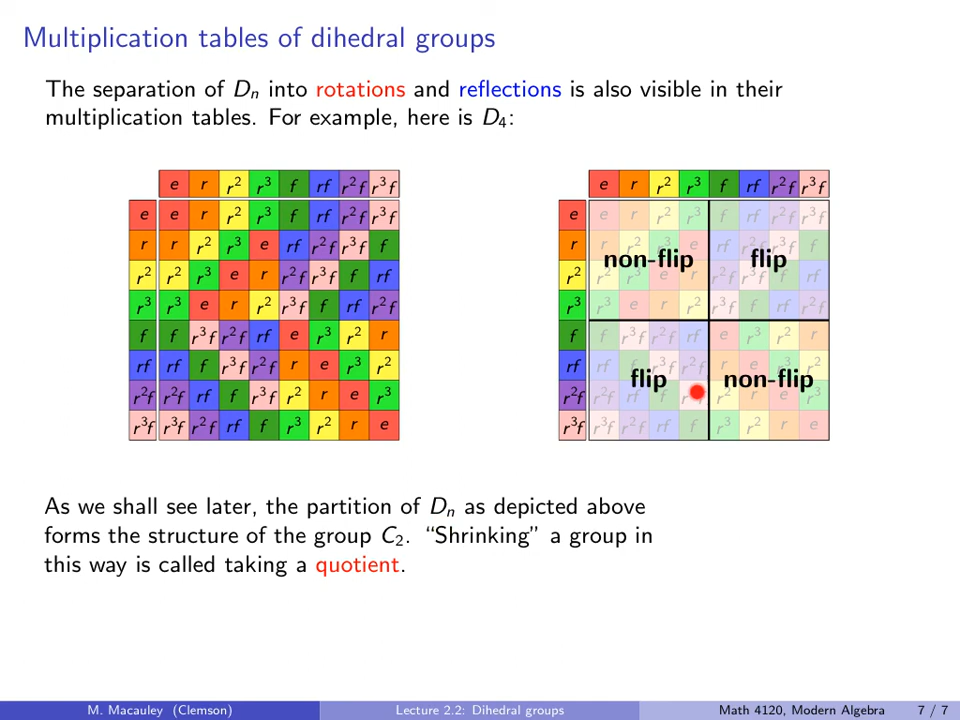 Multiplication tables of dihedral groups
The separation of Dₙ into rotations and reflections is also visible in their
multiplication tables. For example, here is D₄:
e r r² r³ f rf r²f r³f
e e r r² r³ f rf r²f r³f
r r r² r³ e rf r²f r³f f
r² r² r³ e r r²f r³f f rf
r³ r³ e r r² r³f f rf r²f
f f r³f r²f rf e r³ r² r
rf rf f r³f r²f r e r³ r²
r²f r²f rf f r³f r² r e r³
r³f r³f r²f rf f r³ r² r e
e r r² r³ f rf r²f r³f
e e r r² r³ f rf r²f r³f
r r r² r³ e rf r²f r³f f
non-flip flip
r² r² r³ e r r²f r³f f rf
r³ r³ e r r² r³f f rf r²f
f f r³f r²f rf e r³ r² r
rf rf f r³f r²f r e r³ r²
flip non-flip
r²f r²f rf f r² r e r³
r³f r³f r²f rf f r³ r² r e
As we shall see later, the partition of Dₙ as depicted above
forms the structure of the group C₂. “Shrinking” a group in
this way is called taking a quotient.
M. Macauley (Clemson) Lecture 2.2: Dihedral groups Math 4120, Modern Algebra 7 / 7